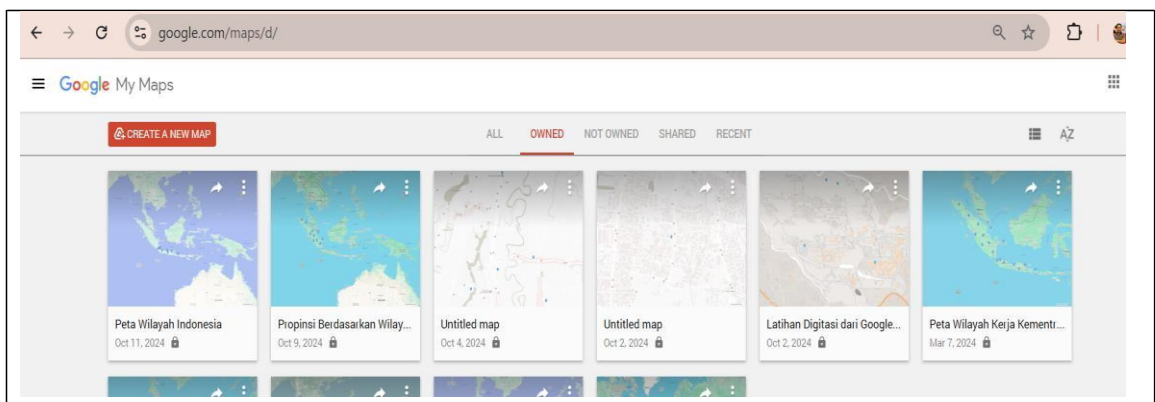 google.com/maps/d/
Google My Maps
CREATE A NEW MAP
ALL OWNED NOT OWNED SHARED RECENT
AZ
Peta Wilayah Indonesia
Oct 11, 2024
Propinsi Berdasarkan Wilay...
Oct 9, 2024
Untitled map
Oct 4, 2024
Untitled map
Oct 2, 2024
Latihan Digitasi dari Google...
Oct 2, 2024
Peta Wilayah Kerja Kementr...
Mar 7, 2024